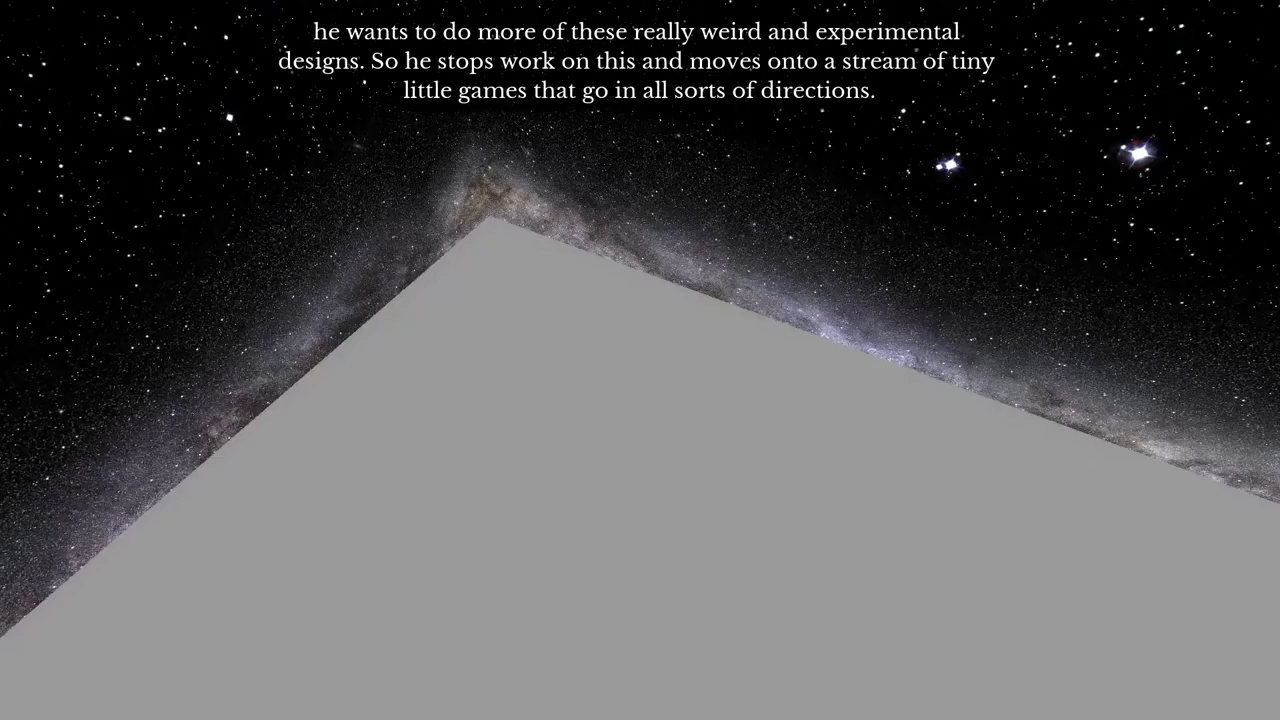 he wants to do more of these really weird and experimental
designs. So he stops work on this and moves onto a stream of tiny
little games that go in all sorts of directions.